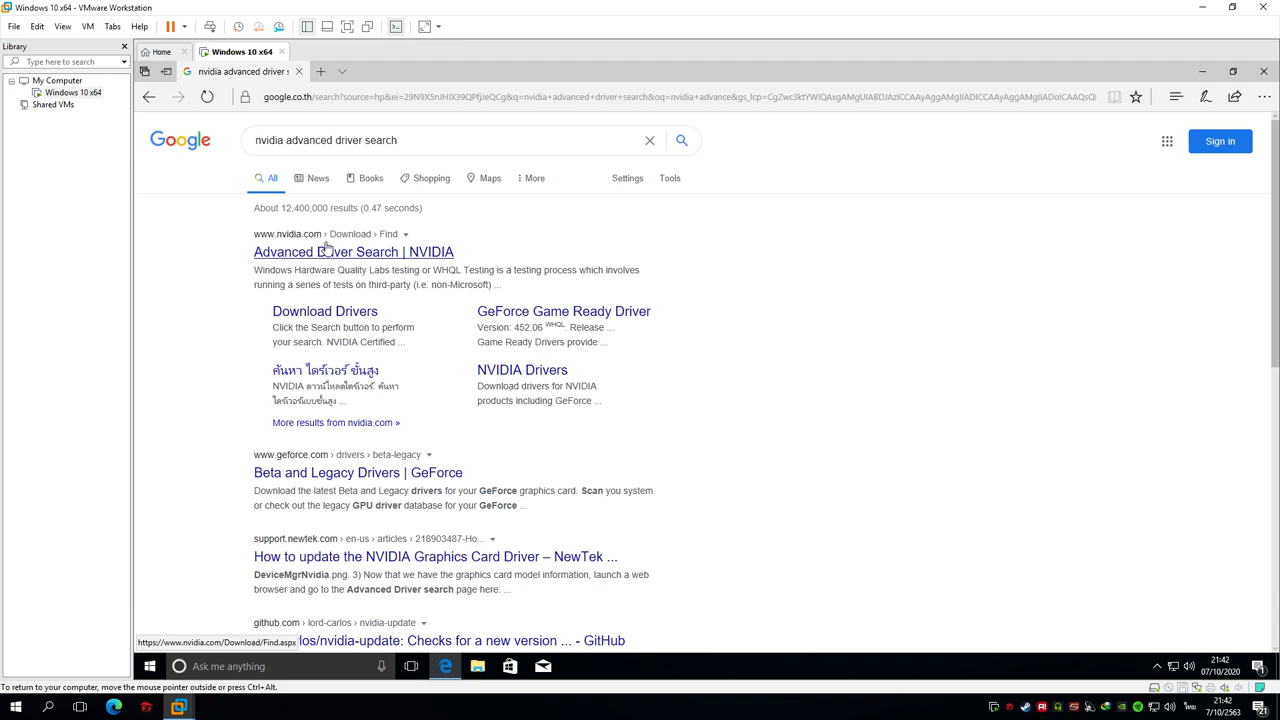 Windows 10 x64 - VMware Workstation
File Edit View VM Tabs Help
Library
Type here to search
My Computer
Windows 10 x64
Shared VMs
Home
Windows 10 x64
nvidia advanced driver s
google.co.th/search?source=hp&ei=29N9X5nJHIX39QPfjJeQCg&q=nvidia+advanced+driver+search&oq=nvidia+advance&gs_lcp=CgZwc3ktYWIQAxgAMgUIABDJAzICCAAyAggAMgIIADICCAAyAggAMgIIADoICAAQsQ
Google
nvidia advanced driver search
Sign in
All News Books Shopping Maps More Settings Tools
About 12,400,000 results (0.47 seconds)
www.nvidia.com › Download › Find
Advanced Driver Search | NVIDIA
Windows Hardware Quality Labs testing or WHQL Testing is a testing process which involves
running a series of tests on third-party (i.e. non-Microsoft) ...
Download Drivers
Click the Search button to perform
your search. NVIDIA Certified ...
GeForce Game Ready Driver
Version: 452.06 WHQL. Release ...
Game Ready Drivers provide ...
ค้นหา ไดร์เวอร์ ขั้นสูง
NVIDIA ดาวน์โหลดไดร์เวอร์. ค้นหา
ไดร์เวอร์แบบขั้นสูง ...
NVIDIA Drivers
Download drivers for NVIDIA
products including GeForce ...
More results from nvidia.com »
www.geforce.com › drivers › beta-legacy
Beta and Legacy Drivers | GeForce
Download the latest Beta and Legacy drivers for your GeForce graphics card. Scan you system
or check out the legacy GPU driver database for your GeForce ...
support.newtek.com › en-us › articles › 218903487-Ho...
How to update the NVIDIA Graphics Card Driver – NewTek ...
DeviceMgrNvidia.png. 3) Now that we have the graphics card model information, launch a web
browser and go to the Advanced Driver search page here: ...
github.com › lord-carlos › nvidia-update
los/nvidia-update: Checks for a new version ... - GitHub
https://www.nvidia.com/Download/Find.aspx
Ask me anything
21:42
07/10/2020
1
To return to your computer, move the mouse pointer outside or press Ctrl+Alt.
ไทย
21:42
7/10/2563
21